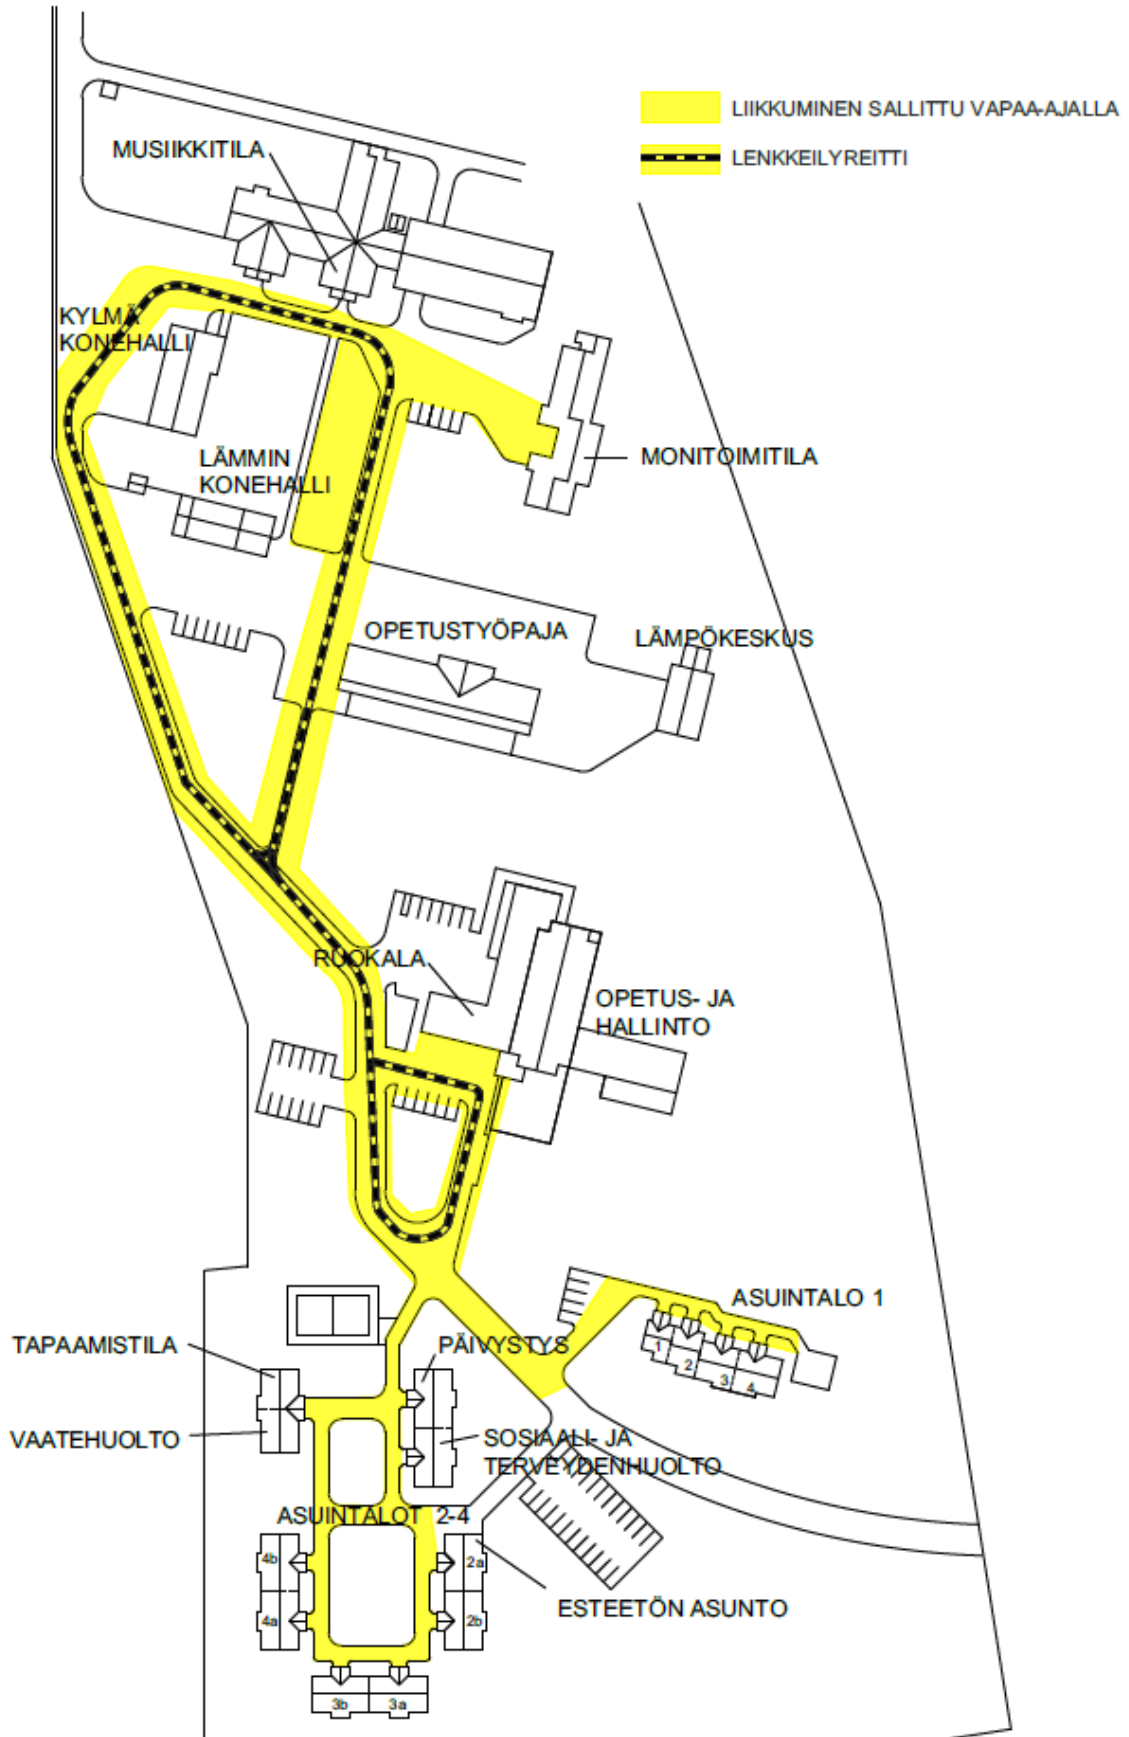 LIIKKUMINEN SALLITTU VAPAA-AJALLA
LENKKEILYREITTI
MUSIIKKITILA
KYLMÄ
KONEHALLI
LÄMMIN
KONEHALLI
MONITOIMITILA
OPETUSTYÖPAJA
LÄMPÖKESKUS
RUOKALA
OPETUS- JA
HALLINTO
ASUINTALO 1
1
2
3
4
TAPAAMISTILA
PÄIVYSTYS
VAATEHUOLTO
SOSIAALI- JA
TERVEYDENHUOLTO
ASUINTALOT 2-4
4b
2a
ESTEETÖN ASUNTO
4a
2b
3b
3a